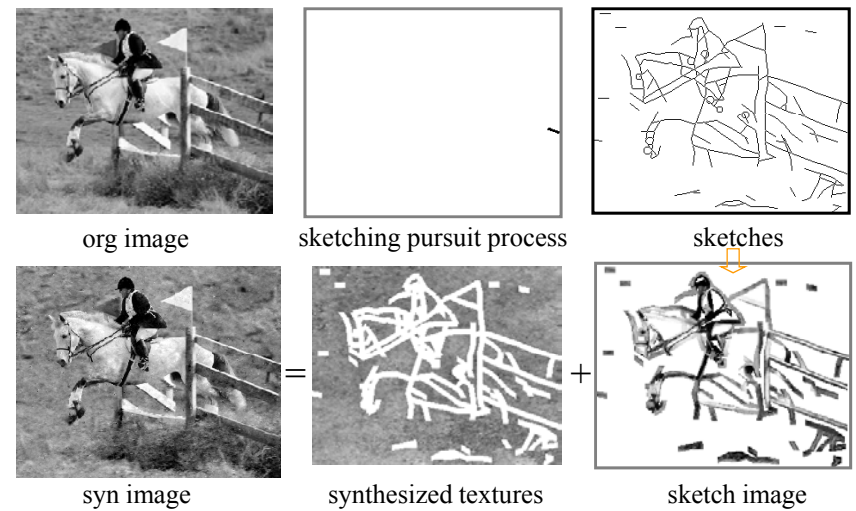 org image
sketching pursuit process
sketches
=
+
syn image
synthesized textures
sketch image